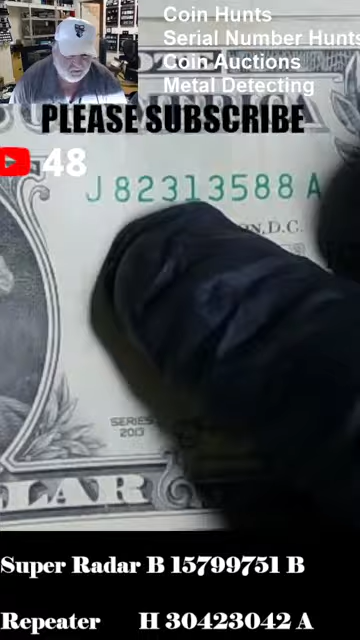 Coin Hunts
Serial Number Hunts
Coin Auctions
Metal Detecting
PLEASE SUBSCRIBE
48
J 82313588 A
N, D.C.
SERIES
2013
LAR
Super Radar B 15799751 B
Repeater H 30423042 A